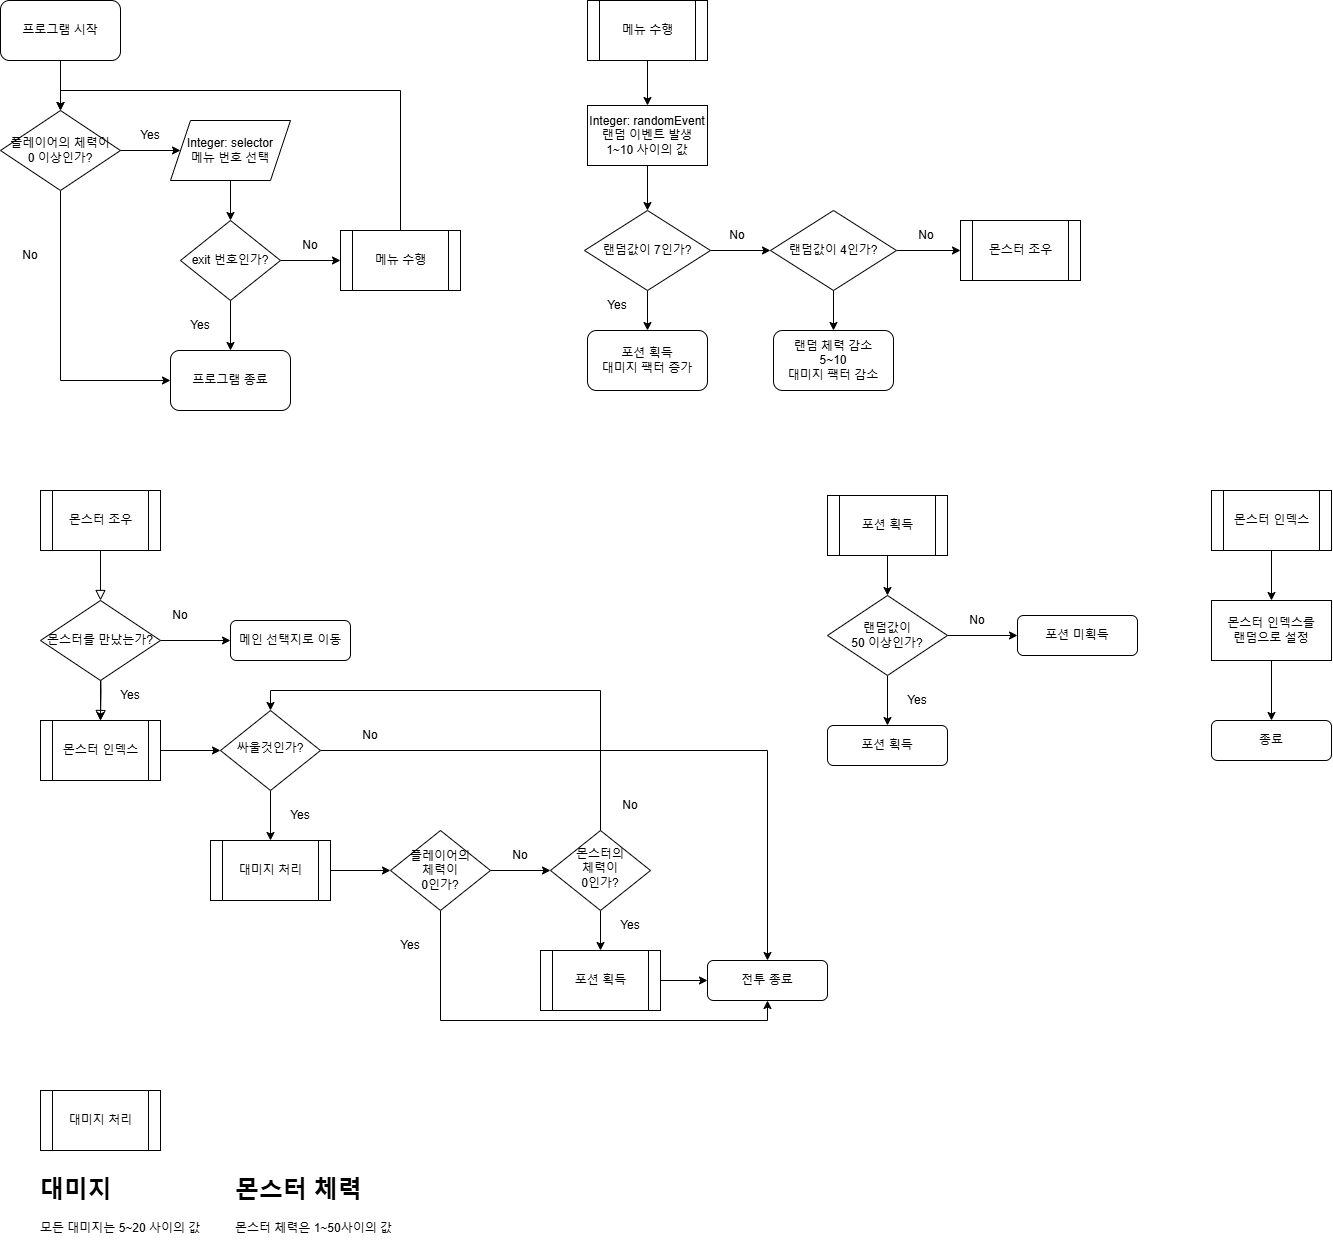 프로그램 시작
플레이어의 체력이
0 이상인가?
Yes
Integer: selector
메뉴 번호 선택
No
exit 번호인가?
No
메뉴 수행
Yes
프로그램 종료
메뉴 수행
Integer: randomEvent
랜덤 이벤트 발생
1~10 사이의 값
랜덤값이 7인가?
No
랜덤값이 4인가?
No
몬스터 조우
Yes
포션 획득
대미지 팩터 증가
랜덤 체력 감소
5~10
대미지 팩터 감소
몬스터 조우
몬스터를 만났는가?
No
메인 선택지로 이동
Yes
몬스터 인덱스
싸울것인가?
No
Yes
대미지 처리
플레이어의
체력이
0인가?
No
몬스터의
체력이
0인가?
No
Yes
Yes
포션 획득
전투 종료
포션 획득
랜덤값이
50 이상인가?
No
포션 미획득
Yes
포션 획득
몬스터 인덱스
몬스터 인덱스를
랜덤으로 설정
종료
대미지 처리
대미지
모든 대미지는 5~20 사이의 값
몬스터 체력
몬스터 체력은 1~50사이의 값